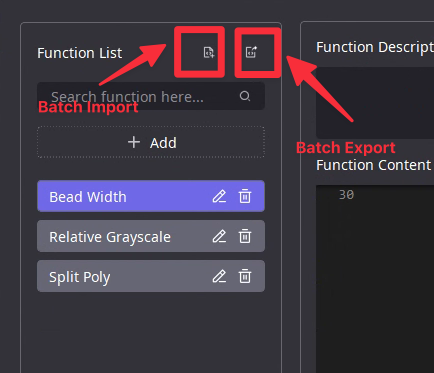 Function List
Function Descript
Search function here...
Batch Import
Add
Batch Export
Function Content
Bead Width
30
Relative Grayscale
Split Poly